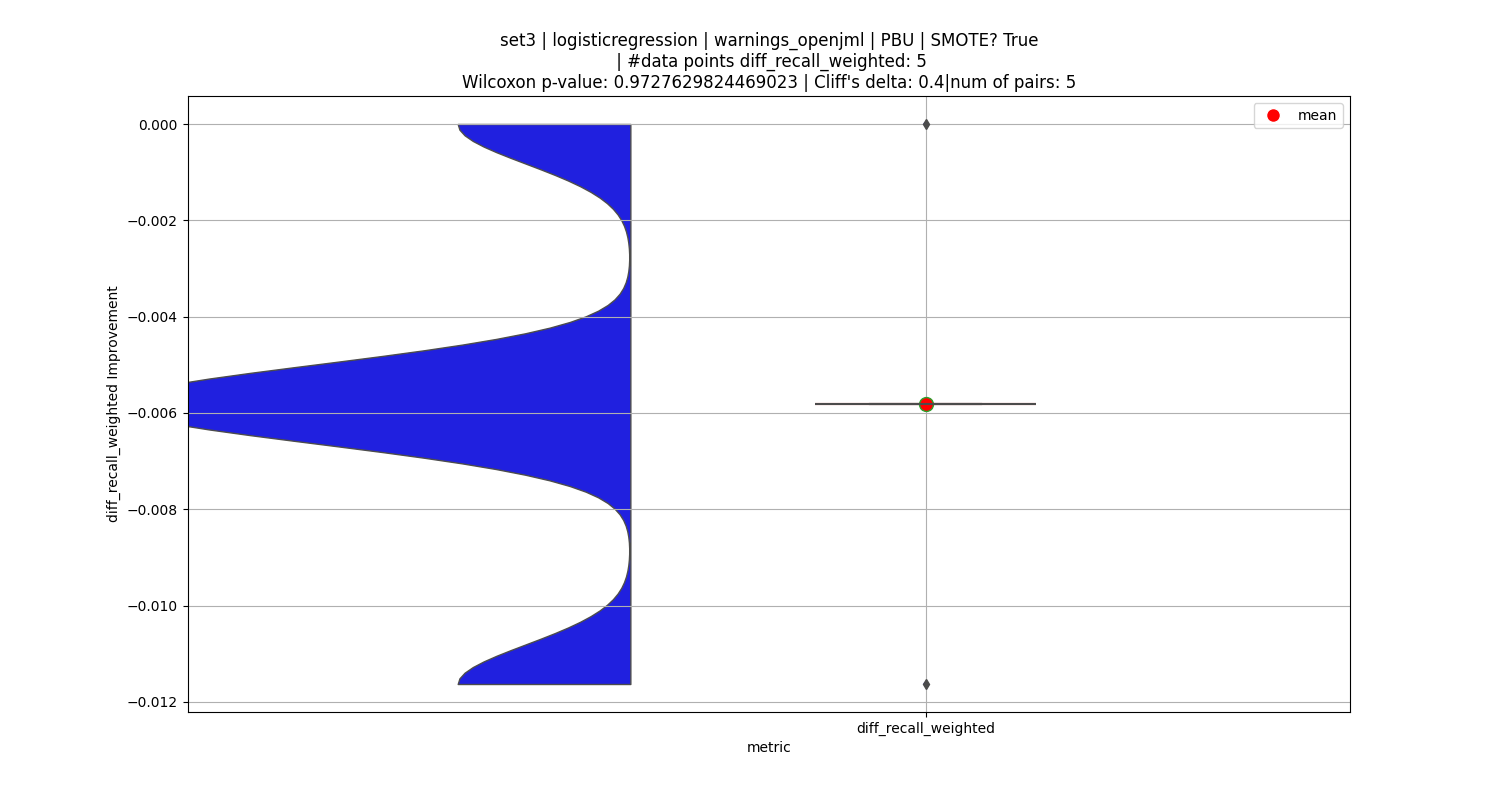 set3 | logisticregression | warnings_openjml | PBU | SMOTE? True
| #data points diff_recall_weighted: 5
Wilcoxon p-value: 0.9727629824469023 | Cliff's delta: 0.4|num of pairs: 5
mean
0.000
−0.002
−0.004
−0.006
−0.008
−0.010
−0.012
diff_recall_weighted Improvement
diff_recall_weighted
metric